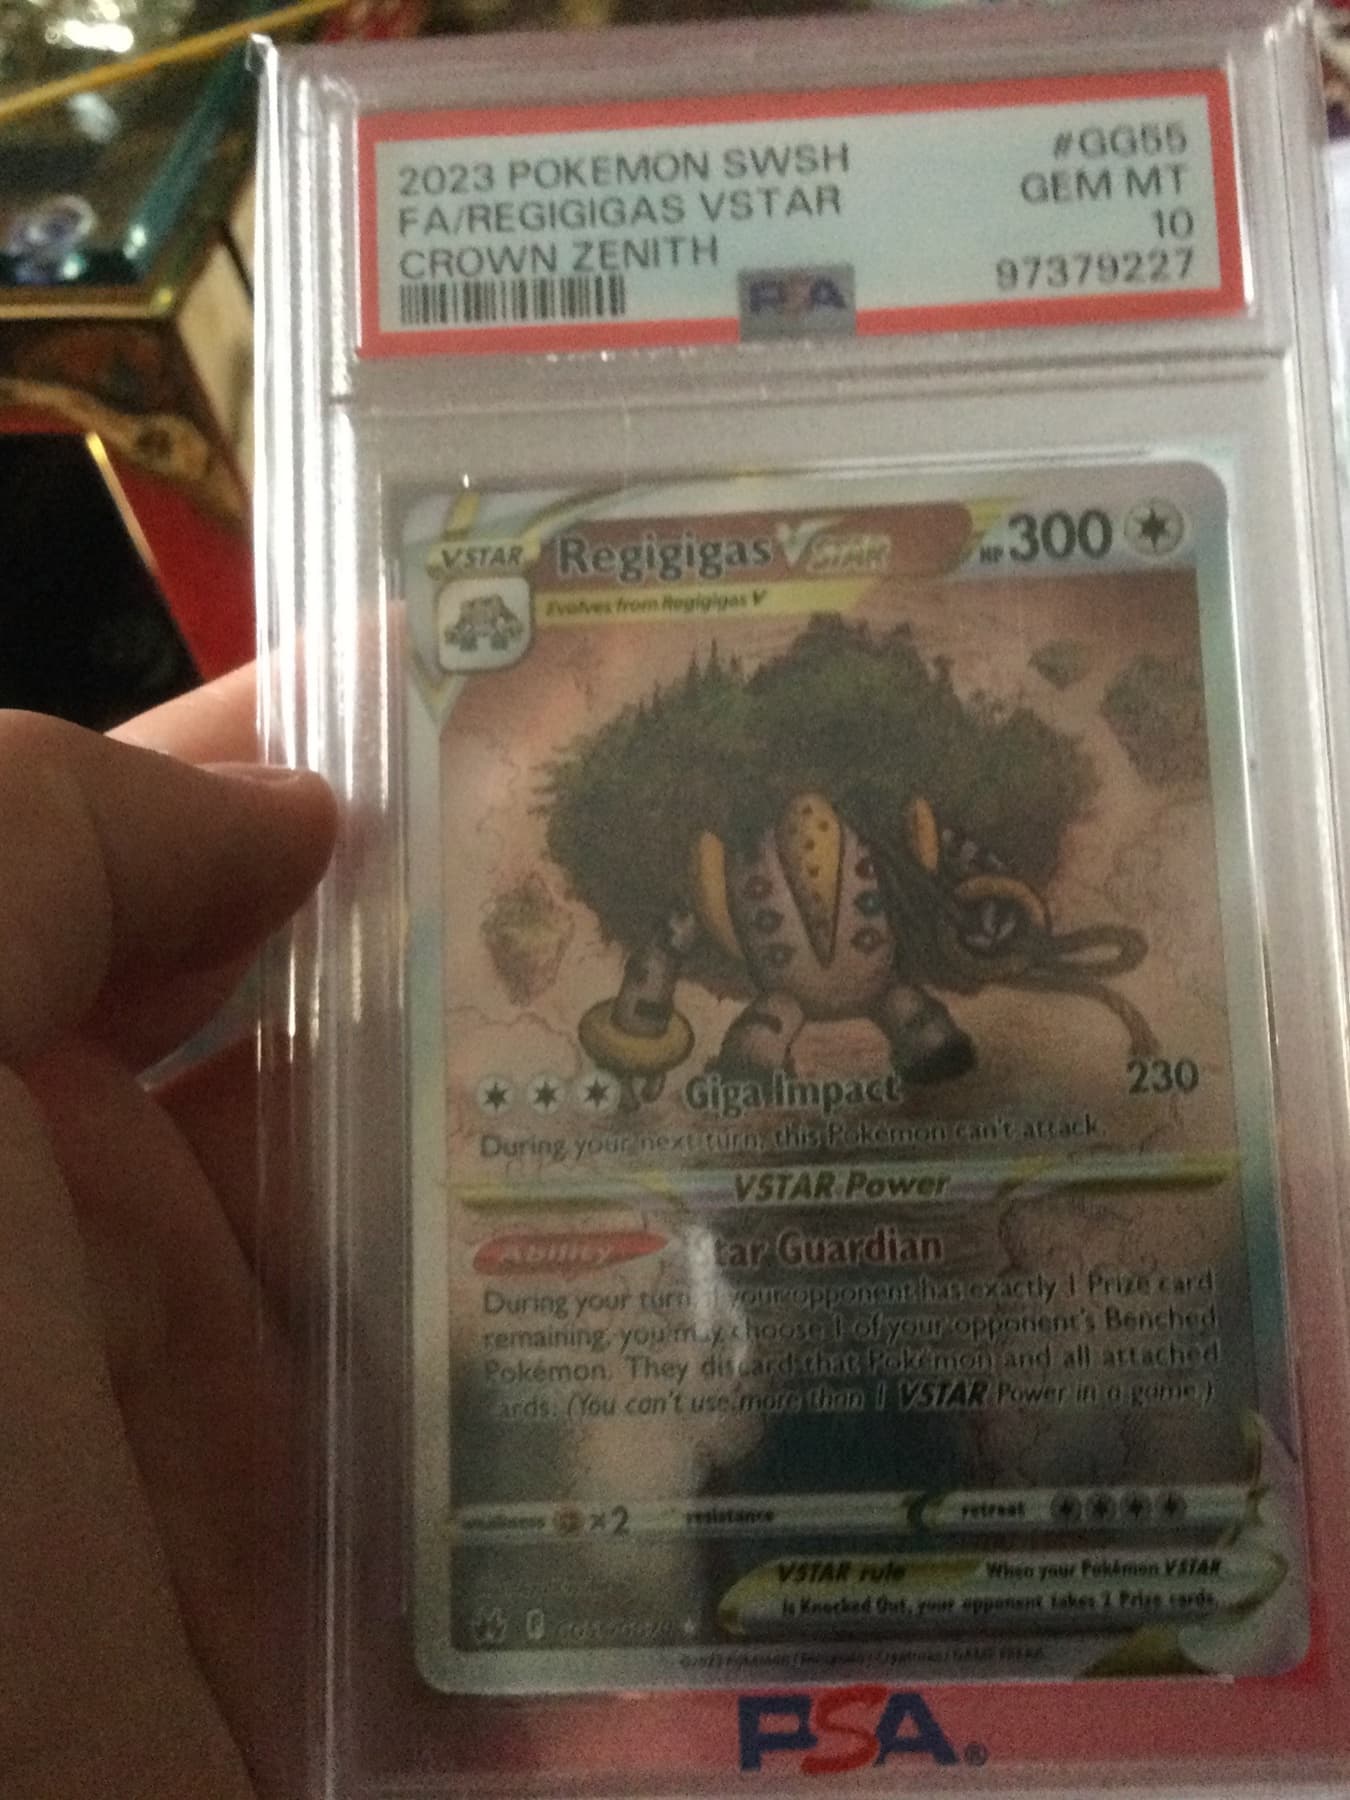 2023 POKEMON SWSH #GG55
FA/REGIGIGAS VSTAR GEM MT
CROWN ZENITH 10
97379227
PSA
VSTAR Regigigas VSTAR HP 300
Evolves from Regigigas V
Giga Impact 230
During your next turn, this Pokémon can't attack.
VSTAR Power
Ability tar Guardian
During your turn, your opponent has exactly 1 Prize card
remaining, you may choose 1 of your opponent's Benched
Pokémon. They discard that Pokémon and all attached
ards. (You can't use more than 1 VSTAR Power in a game.)
weakness ×2 resistance retreat
VSTAR rule When your Pokémon VSTAR
is Knocked Out, your opponent takes 2 Prize cards.
PSA®